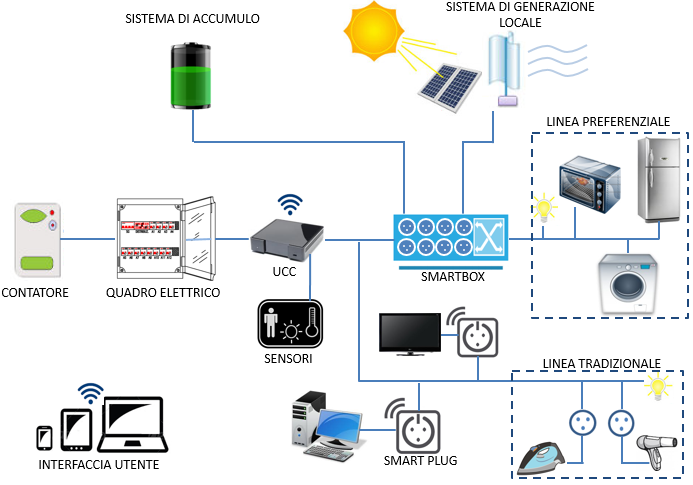 SISTEMA DI ACCUMULO
SISTEMA DI GENERAZIONE
LOCALE
LINEA PREFERENZIALE
CONTATORE
QUADRO ELETTRICO
UCC
SMARTBOX
SENSORI
LINEA TRADIZIONALE
INTERFACCIA UTENTE
SMART PLUG